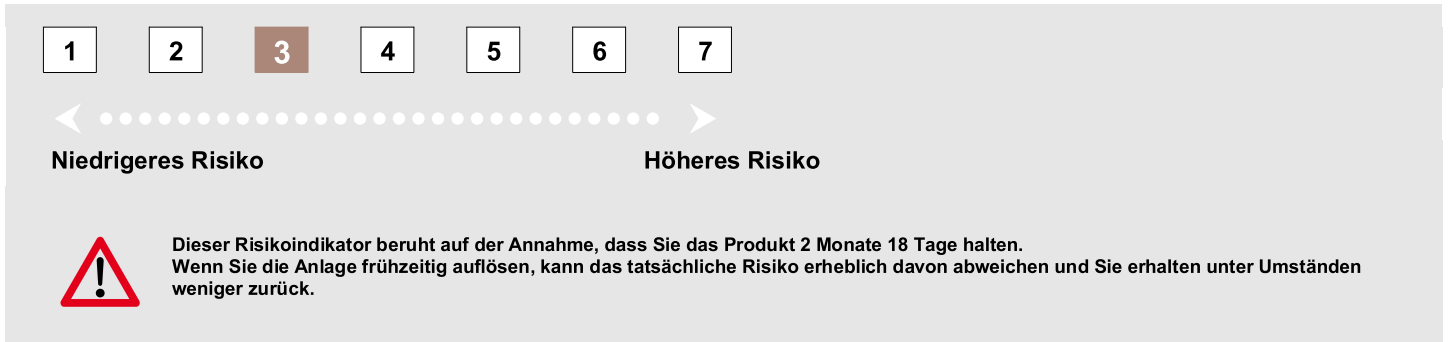 1 2 3 4 5 6 7
Niedrigeres Risiko Höheres Risiko
Dieser Risikoindikator beruht auf der Annahme, dass Sie das Produkt 2 Monate 18 Tage halten.
Wenn Sie die Anlage frühzeitig auflösen, kann das tatsächliche Risiko erheblich davon abweichen und Sie erhalten unter Umständen
weniger zurück.